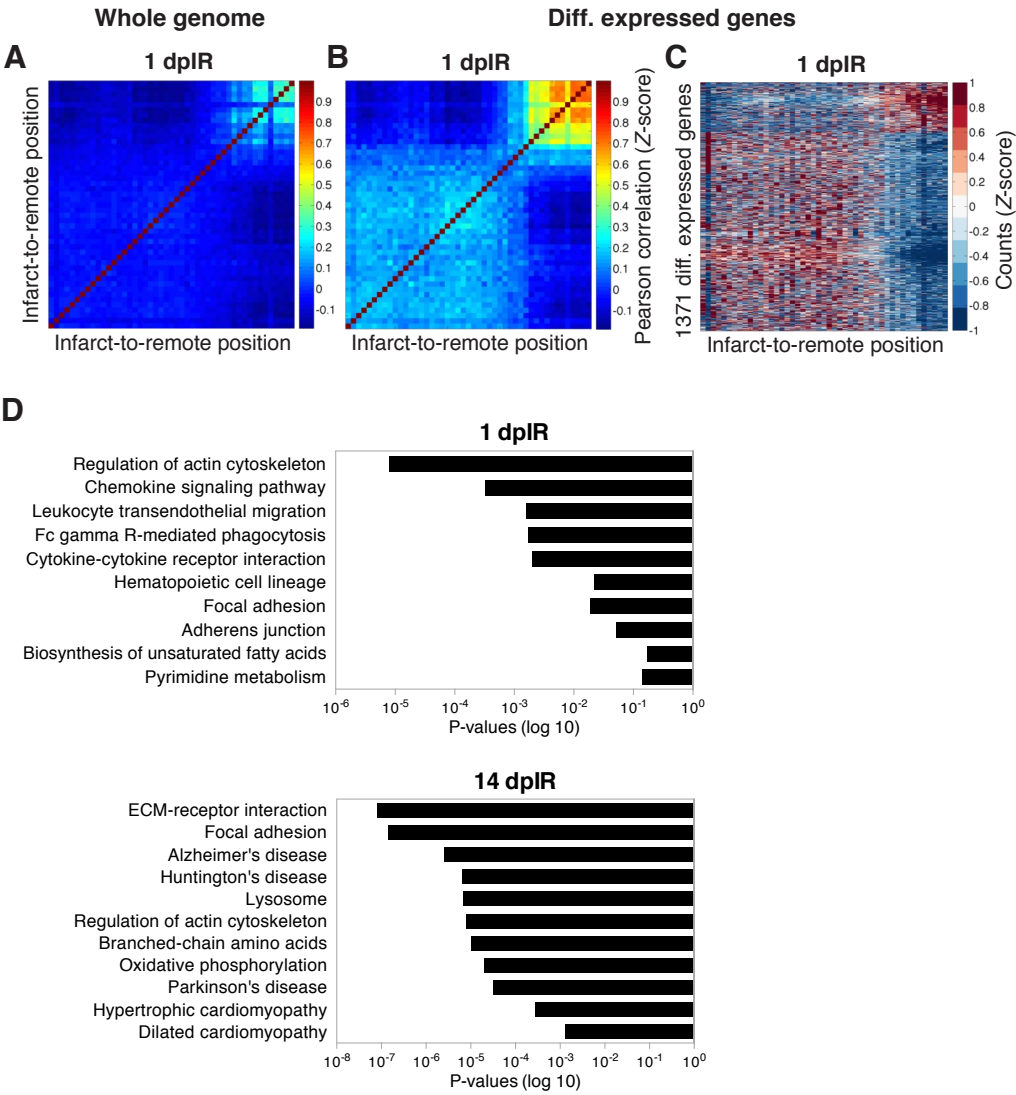 Whole genome
Diff. expressed genes
A
1 dpIR
Infarct-to-remote position
0.9
0.8
0.7
0.6
0.5
0.4
0.3
0.2
0.1
0
-0.1
Infarct-to-remote position
B
1 dpIR
0.9
0.8
0.7
0.6
0.5
0.4
0.3
0.2
0.1
0
-0.1
Pearson correlation (Z-score)
Infarct-to-remote position
C
1 dpIR
1371 diff. expressed genes
1
0.8
0.6
0.4
0.2
0
-0.2
-0.4
-0.6
-0.8
-1
Counts (Z-score)
Infarct-to-remote position
D
1 dpIR
Regulation of actin cytoskeleton
Chemokine signaling pathway
Leukocyte transendothelial migration
Fc gamma R-mediated phagocytosis
Cytokine-cytokine receptor interaction
Hematopoietic cell lineage
Focal adhesion
Adherens junction
Biosynthesis of unsaturated fatty acids
Pyrimidine metabolism
10⁻⁶ 10⁻⁵ 10⁻⁴ 10⁻³ 10⁻² 10⁻¹ 10⁰
P-values (log 10)
14 dpIR
ECM-receptor interaction
Focal adhesion
Alzheimer's disease
Huntington's disease
Lysosome
Regulation of actin cytoskeleton
Branched-chain amino acids
Oxidative phosphorylation
Parkinson's disease
Hypertrophic cardiomyopathy
Dilated cardiomyopathy
10⁻⁸ 10⁻⁷ 10⁻⁶ 10⁻⁵ 10⁻⁴ 10⁻³ 10⁻² 10⁻¹ 10⁰
P-values (log 10)